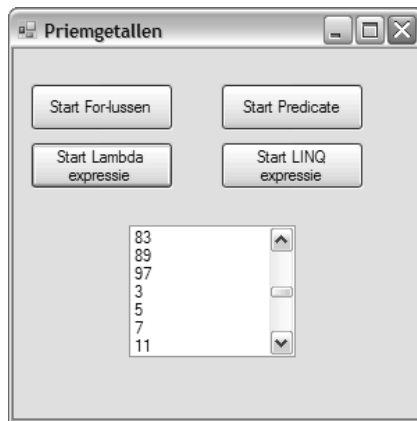 Priemgetallen
Start For-lussen
Start Predicate
Start Lambda
expressie
Start LINQ
expressie
83
89
97
3
5
7
11